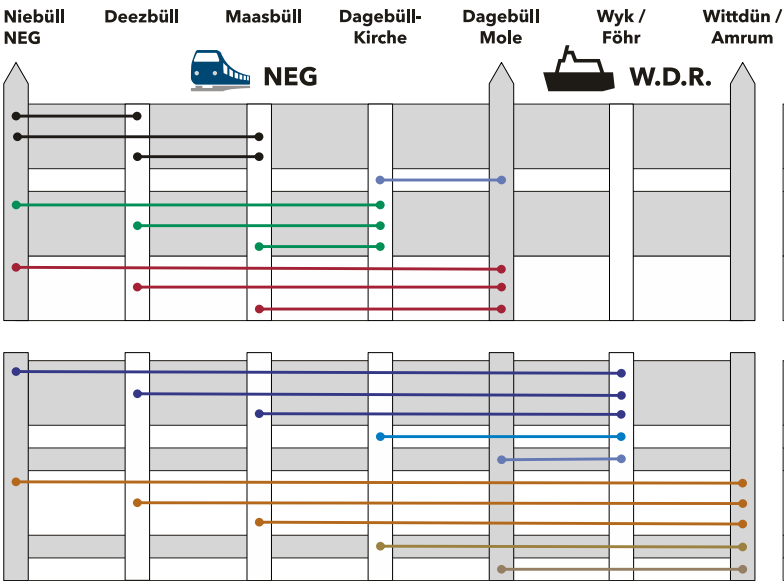 Niebüll Deezbüll Maasbüll Dagebüll- Dagebüll Wyk / Wittdün /
NEG Kirche Mole Föhr Amrum
NEG W.D.R.